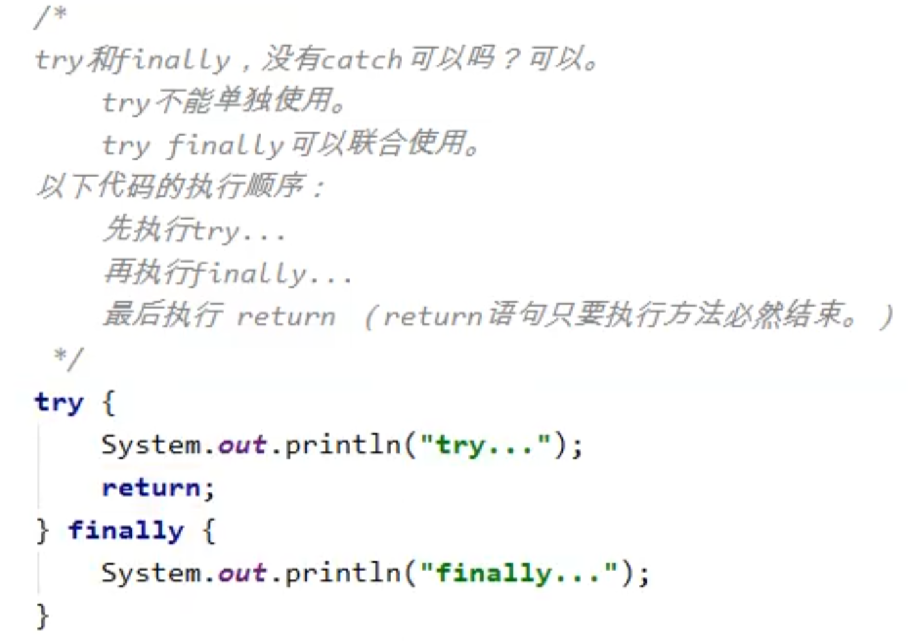 /*
try和finally，没有catch可以吗？可以。
    try不能单独使用。
    try finally可以联合使用。
以下代码的执行顺序：
    先执行try...
    再执行finally...
    最后执行 return （return语句只要执行方法必然结束。）
 */
try {
    System.out.println("try...");
    return;
} finally {
    System.out.println("finally...");
}